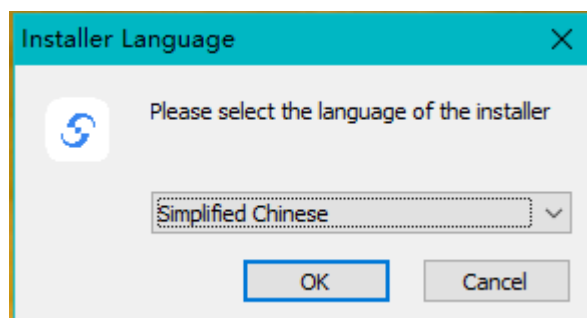 Installer Language
Please select the language of the installer
Simplified Chinese
OK
Cancel